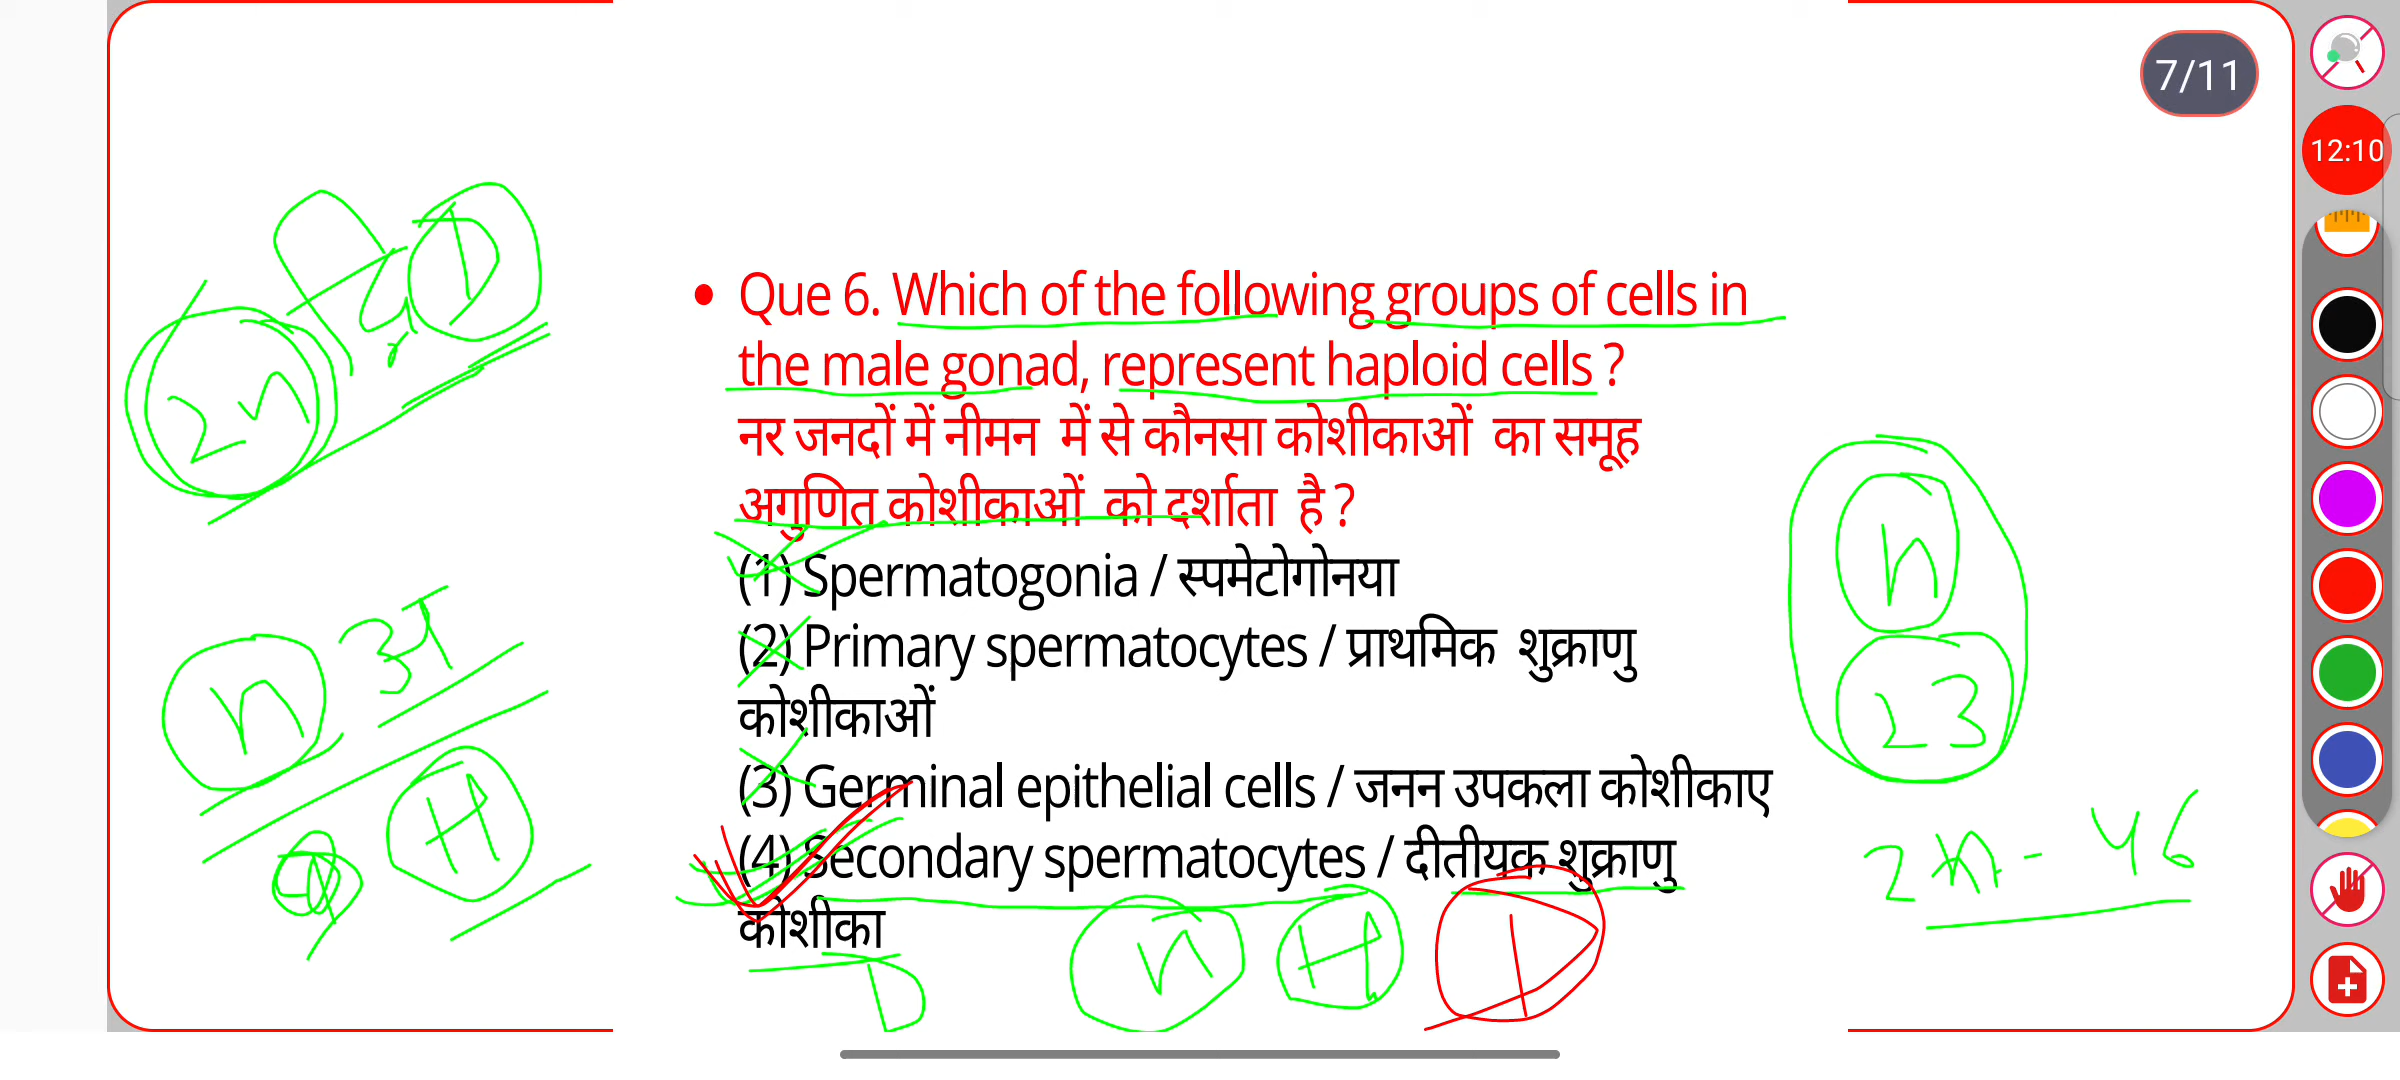 7/11
12:10
• Que 6. Which of the following groups of cells in
the male gonad, represent haploid cells ?
नर जनदों में नीमन में से कौनसा कोशीकाओं का समूह
अगुणित कोशीकाओं को दर्शाता है ?
(1) Spermatogonia / स्पमेटोगोनया
(2) Primary spermatocytes / प्राथमिक शुक्राणु
कोशीकाओं
(3) Germinal epithelial cells / जनन उपकला कोशीकाए
(4) Secondary spermatocytes / दीतीयक शुक्राणु
कोशीका
2n
D
n अ
H
n
23
2n = 46
D n H D